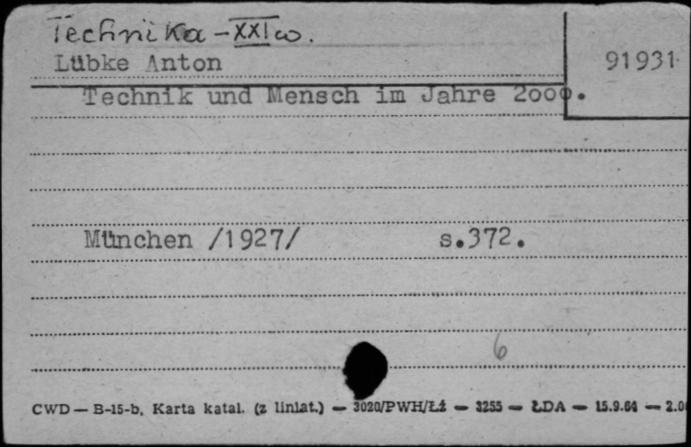 Technika - XXI w.
Lübke Anton
91931
Technik und Mensch im Jahre 2000.
München /1927/ s.372.
6
CWD — B-15-b, Karta katal. (z liniat.) — 3020/PWH/Łź — 3255 — ŁDA — 15.9.64 — 2.0